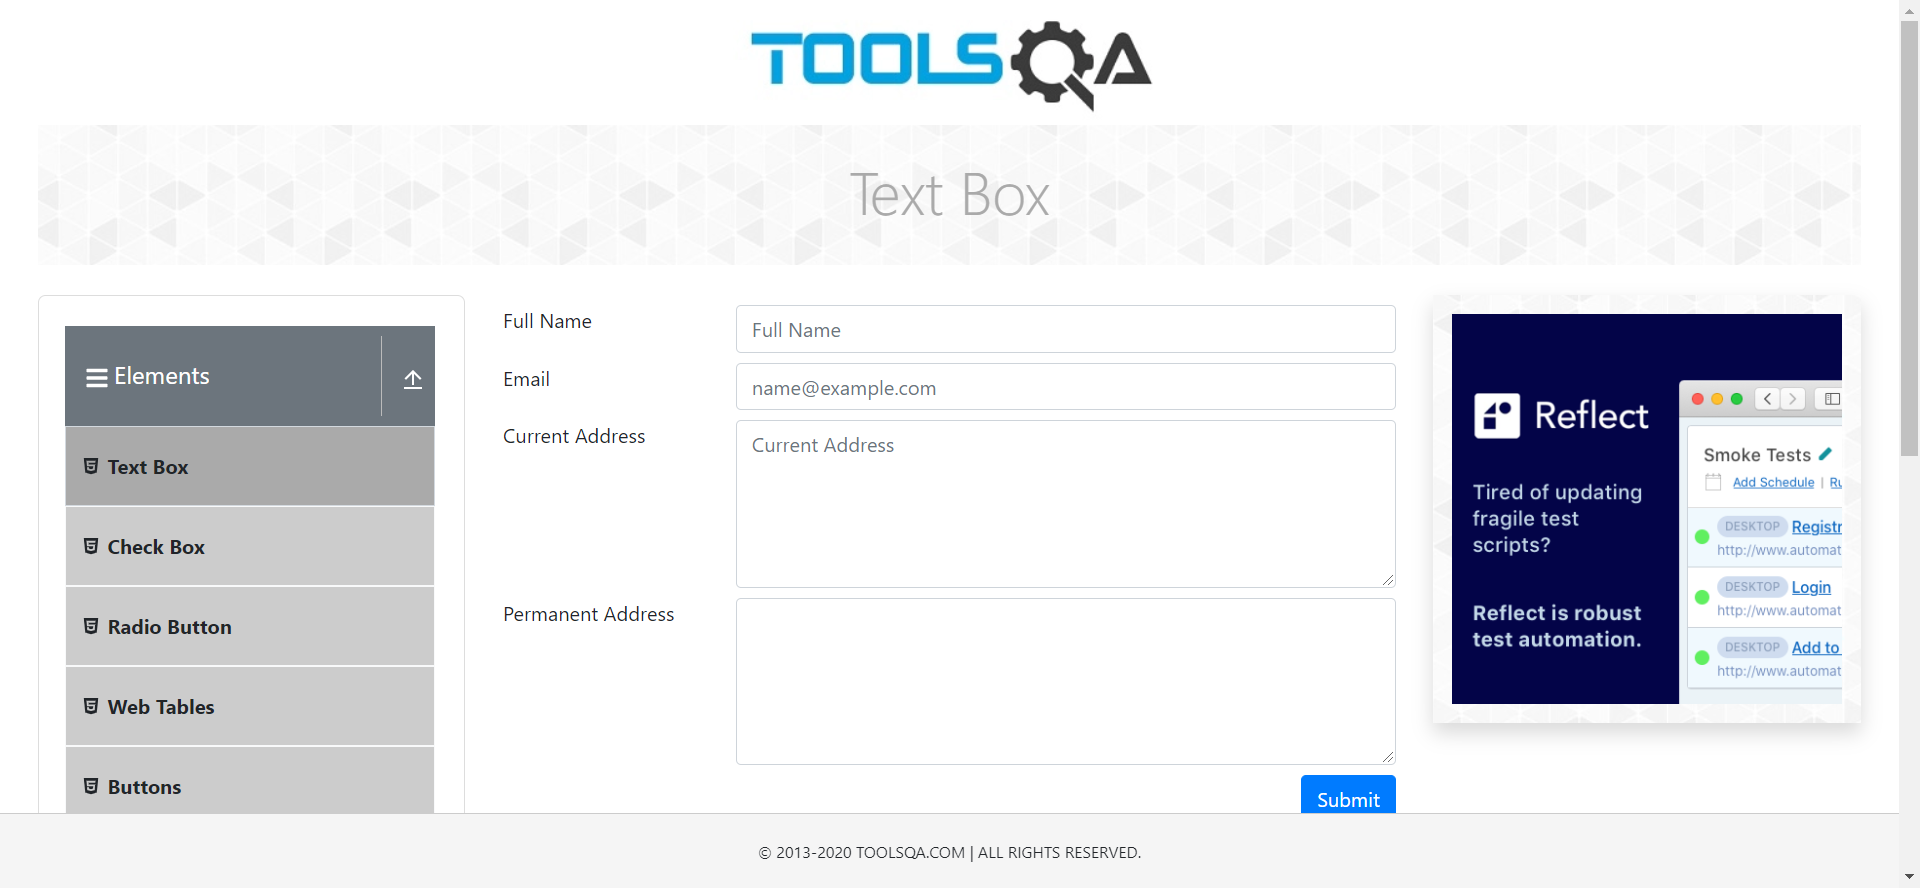 TOOLSQA
Text Box
Elements
Text Box
Check Box
Radio Button
Web Tables
Buttons
Full Name
Full Name
Email
name@example.com
Current Address
Current Address
Permanent Address
Submit
Reflect
Tired of updating
fragile test
scripts?
Reflect is robust
test automation.
Smoke Tests
Add Schedule | Ru
DESKTOP Registr
http://www.automat
DESKTOP Login
http://www.automat
DESKTOP Add to
http://www.automat
© 2013-2020 TOOLSQA.COM | ALL RIGHTS RESERVED.